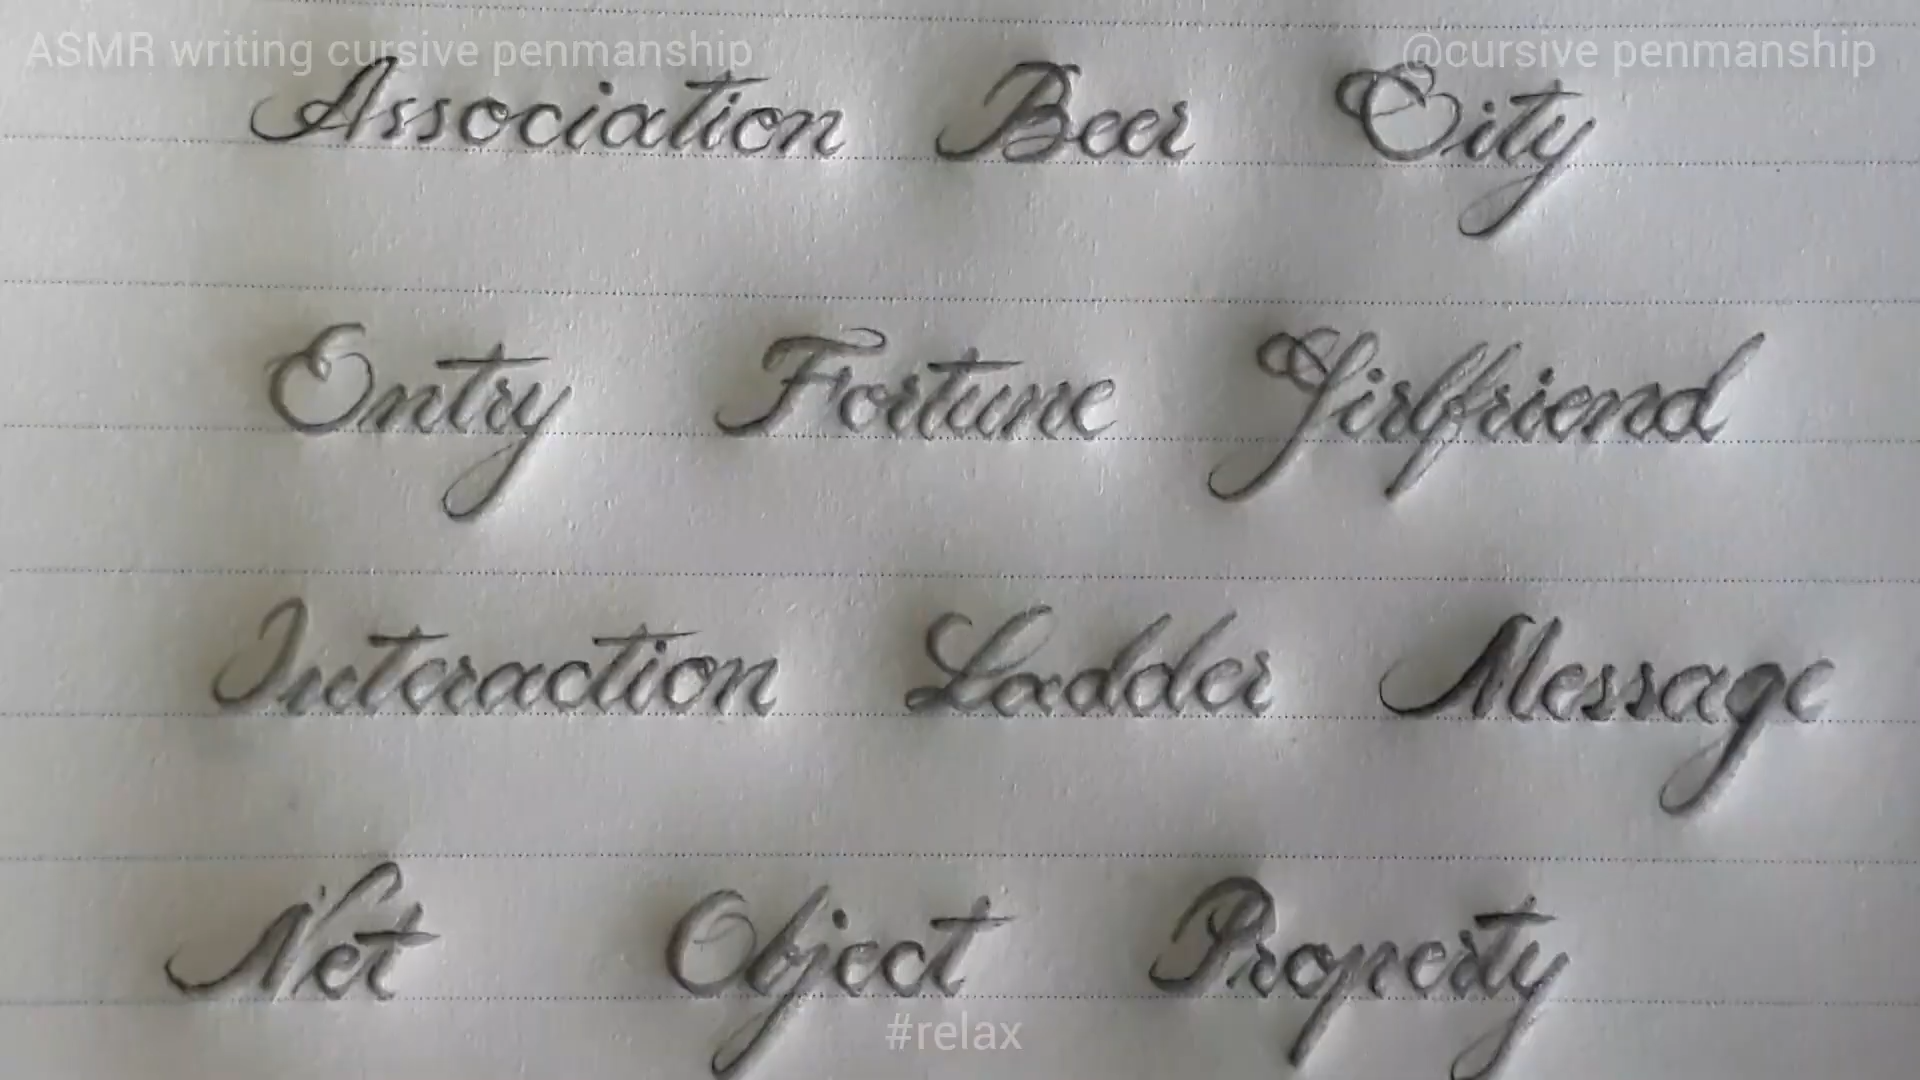 ASMR writing cursive penmanship @cursive penmanship
Association Beer City
Entry Fortune Girlfriend
Interaction Ladder Message
Net Object Property
#relax